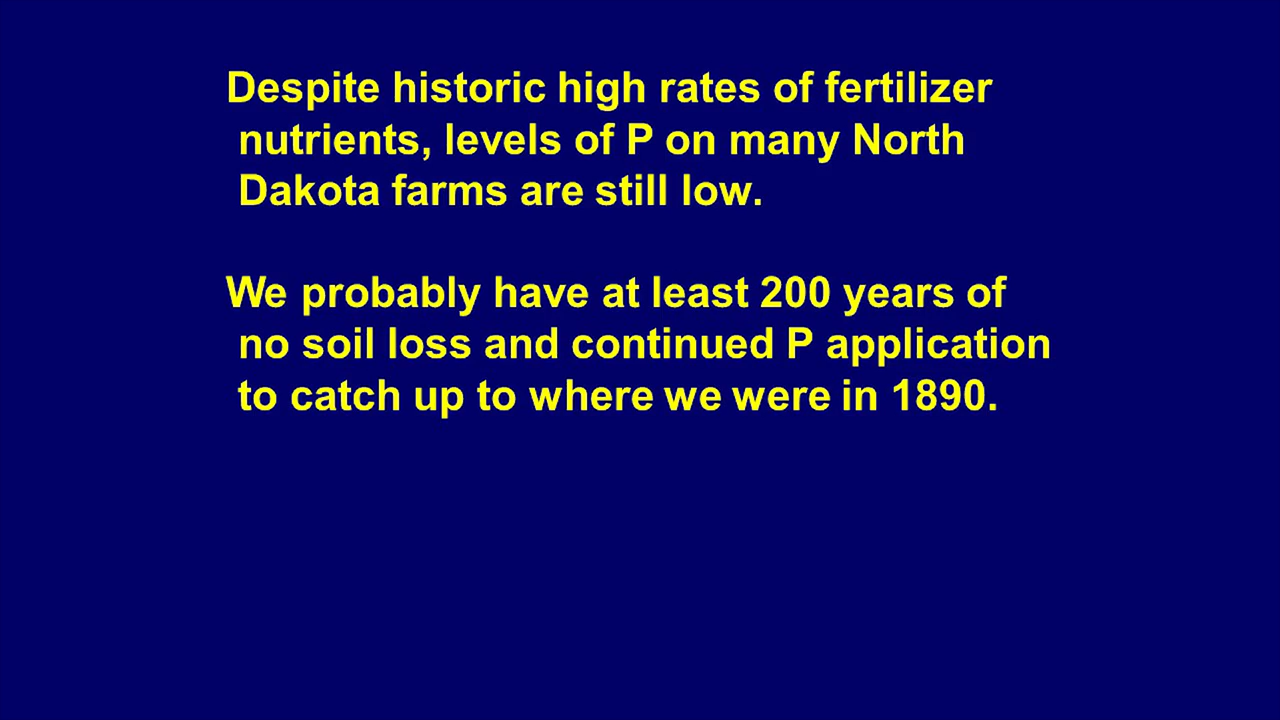 Despite historic high rates of fertilizer
nutrients, levels of P on many North
Dakota farms are still low.
We probably have at least 200 years of
no soil loss and continued P application
to catch up to where we were in 1890.